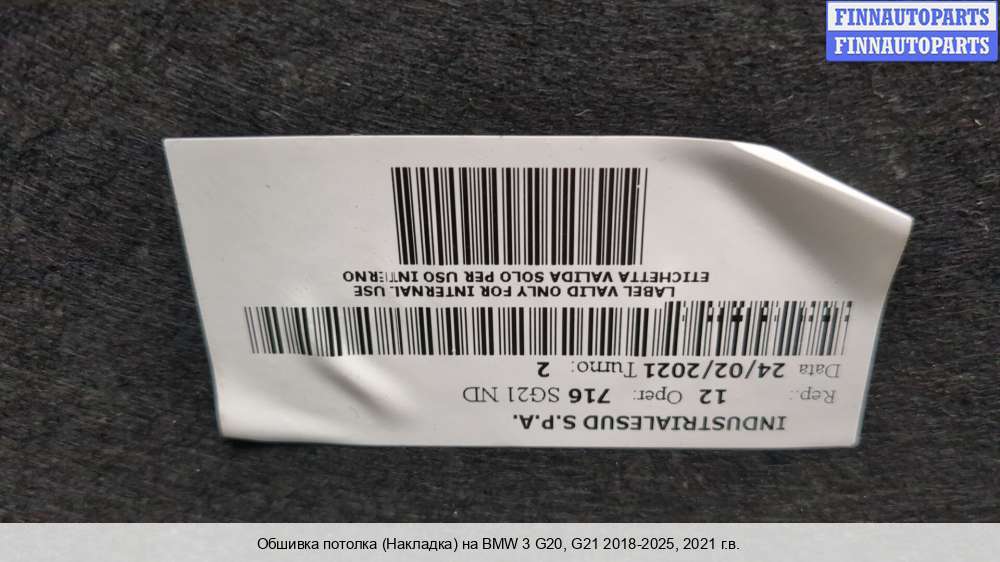 FINNAUTOPARTS
FINNAUTOPARTS
INDUSTRIALESUD S.P.A.
Rep.: 12 Oper: 716 SG21 ND
Data 24/02/2021 Turno: 2
LABEL VALID ONLY FOR INTERNAL USE
ETICHETTA VALIDA SOLO PER USO INTERNO
Обшивка потолка (Накладка) на BMW 3 G20, G21 2018-2025, 2021 г.в.